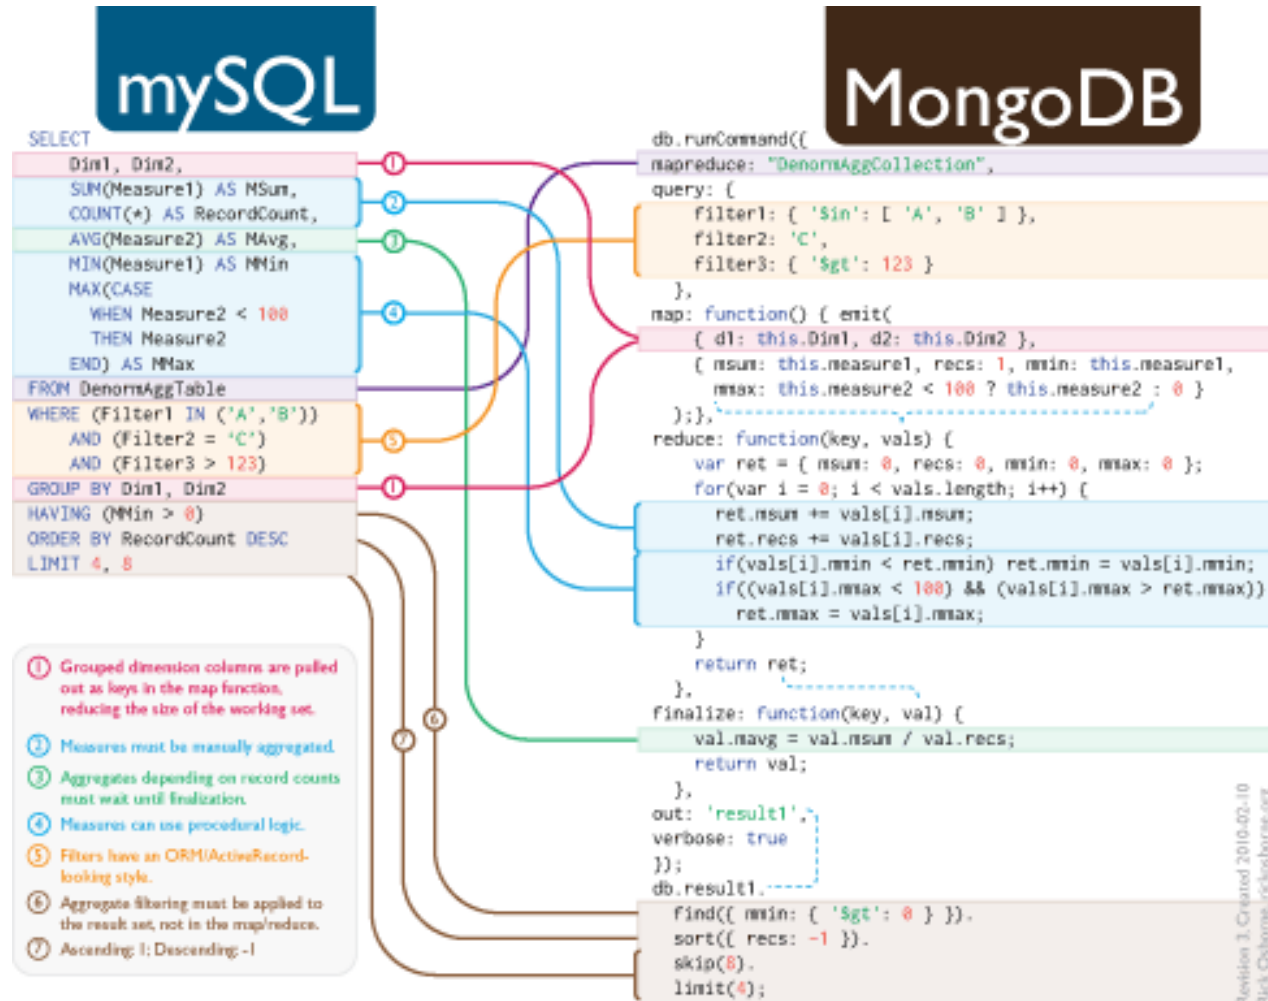 mySQL
SELECT
Dim1, Dim2,
SUM(Measure1) AS MSum,
COUNT(*) AS RecordCount,
AVG(Measure2) AS MAvg,
MIN(Measure1) AS MMin
MAX(CASE
WHEN Measure2 < 100
THEN Measure2
END) AS MMax
FROM DenormAggTable
WHERE (Filter1 IN ('A','B'))
AND (Filter2 = 'C')
AND (Filter3 > 123)
GROUP BY Dim1, Dim2
HAVING (MMin > 0)
ORDER BY RecordCount DESC
LIMIT 4, 8
1
2
3
4
5
1
6
7
1 Grouped dimension columns are pulled
out as keys in the map function,
reducing the size of the working set.
2 Measures must be manually aggregated.
3 Aggregates depending on record counts
must wait until finalization.
4 Measures can use procedural logic.
5 Filters have an ORM/ActiveRecord-
looking style.
6 Aggregate filtering must be applied to
the result set, not in the map/reduce.
7 Ascending: 1; Descending: -1
MongoDB
db.runCommand({
mapreduce: "DenormAggCollection",
query: {
filter1: { '$in': [ 'A', 'B' ] },
filter2: 'C',
filter3: { '$gt': 123 }
},
map: function() { emit(
{ d1: this.Dim1, d2: this.Dim2 },
{ msum: this.measure1, recs: 1, mmin: this.measure1,
mmax: this.measure2 < 100 ? this.measure2 : 0 }
);},
reduce: function(key, vals) {
var ret = { msum: 0, recs: 0, mmin: 0, mmax: 0 };
for(var i = 0; i < vals.length; i++) {
ret.msum += vals[i].msum;
ret.recs += vals[i].recs;
if(vals[i].mmin < ret.mmin) ret.mmin = vals[i].mmin;
if((vals[i].mmax < 100) && (vals[i].mmax > ret.mmax))
ret.mmax = vals[i].mmax;
}
return ret;
},
finalize: function(key, val) {
val.mavg = val.msum / val.recs;
return val;
},
out: 'result1',
verbose: true
});
db.result1.
find({ mmin: { '$gt': 0 } }).
sort({ recs: -1 }).
skip(8).
limit(4);
Revision 3, Created 2010-02-10
Rick Osborne, rickosborne.org